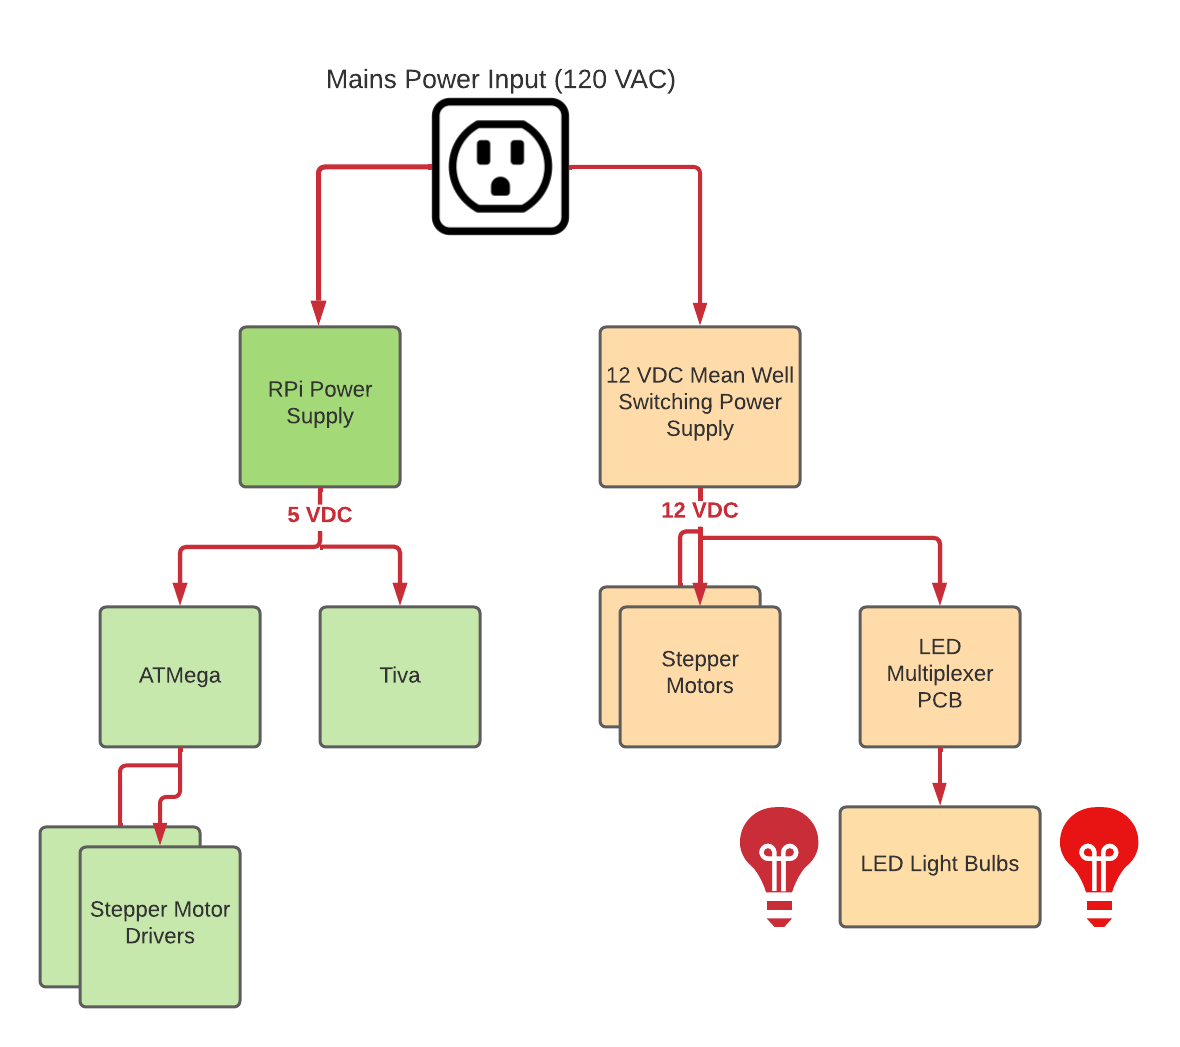 Mains Power Input (120 VAC)
RPi Power
Supply
12 VDC Mean Well
Switching Power
Supply
5 VDC
12 VDC
ATMega
Tiva
Stepper
Motors
LED
Multiplexer
PCB
Stepper Motor
Drivers
LED Light Bulbs